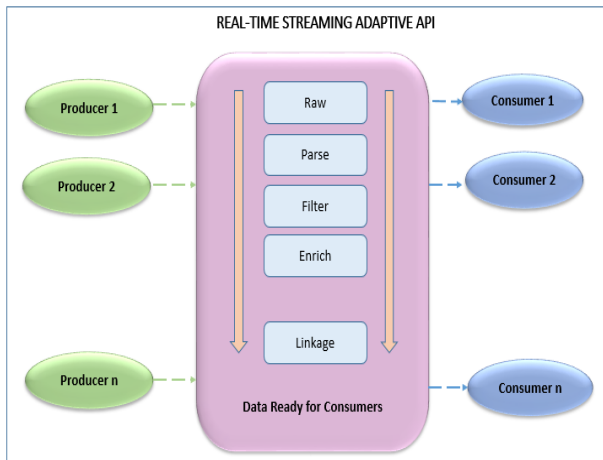 REAL-TIME STREAMING ADAPTIVE API
Producer 1
Raw
Consumer 1
Producer 2
Parse
Consumer 2
Filter
Enrich
Linkage
Producer n
Consumer n
Data Ready for Consumers